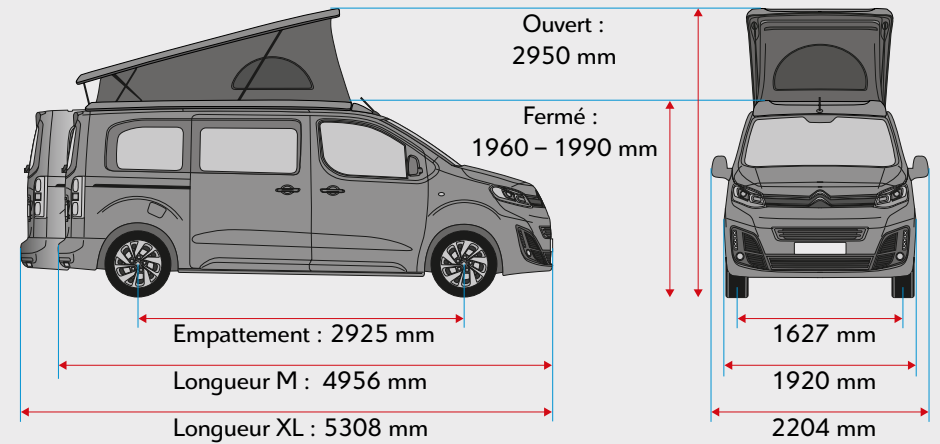 Ouvert :
2950 mm
Fermé :
1960 – 1990 mm
Empattement : 2925 mm
Longueur M : 4956 mm
Longueur XL : 5308 mm
1627 mm
1920 mm
2204 mm